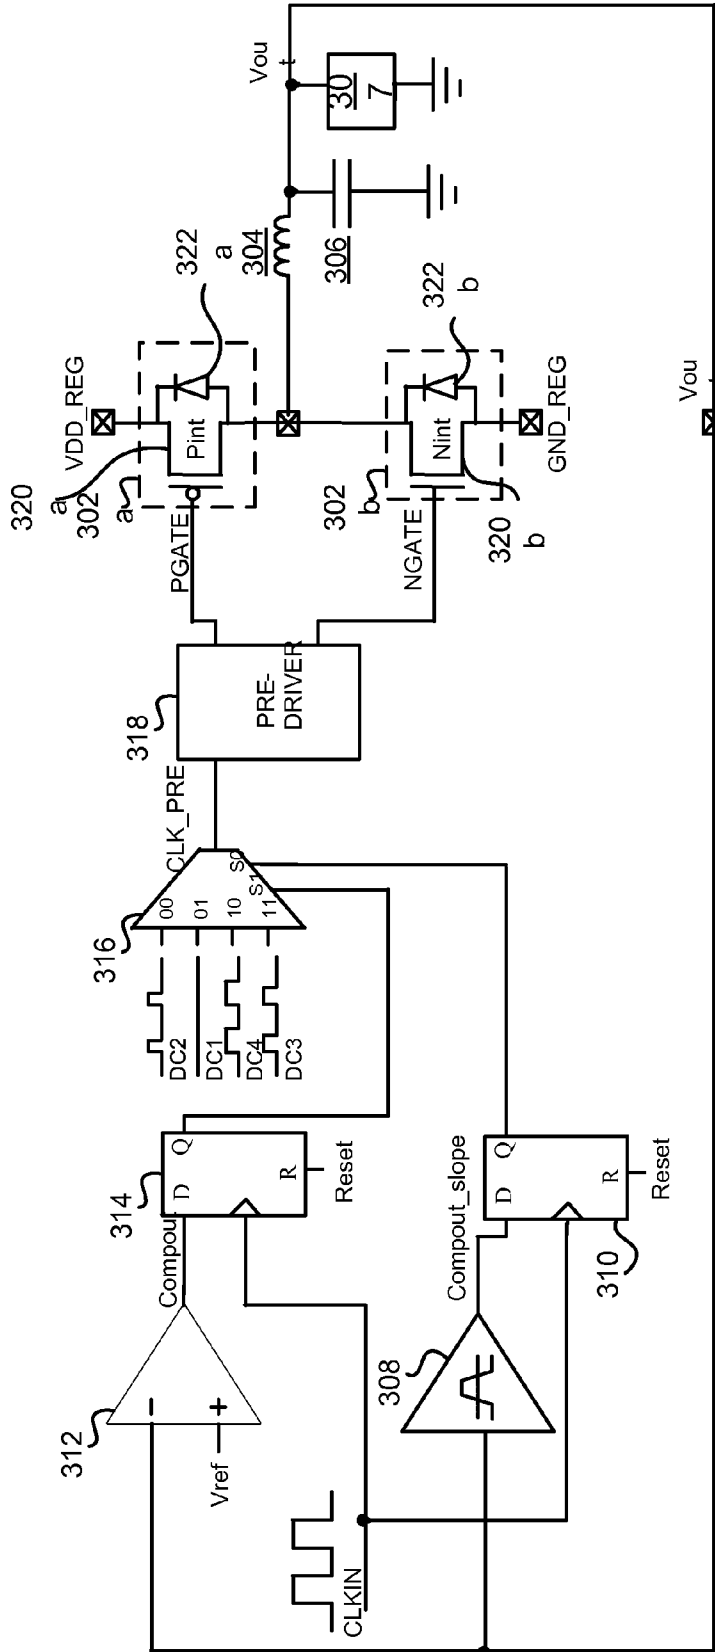 312
Vref
Compout
314
D
Q
R
Reset
CLKIN
308
Compout_slope
D
Q
R
Reset
310
DC2
DC1
DC4
DC3
316
00
01
10
11
S1
S0
CLK_PRE
318
PRE-
DRIVER
PGATE
NGATE
320
a
302
a
VDD_REG
Pint
322
a
302
b
Nint
320
b
322
b
GND_REG
304
306
Vou
t
30
7
Vou